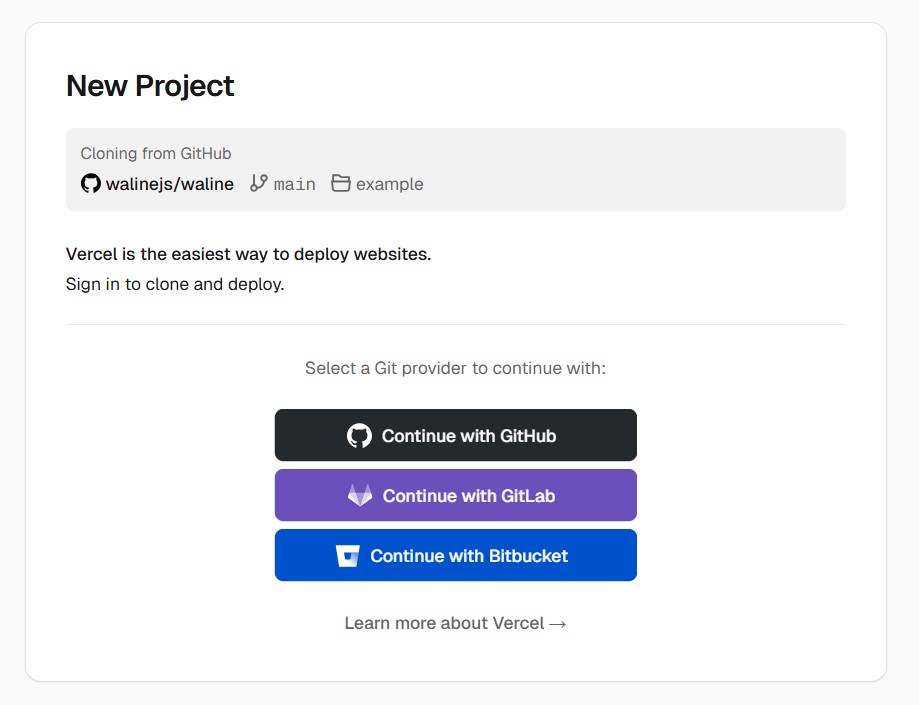 New Project
Cloning from GitHub
walinejs/waline main example
Vercel is the easiest way to deploy websites.
Sign in to clone and deploy.
Select a Git provider to continue with:
Continue with GitHub
Continue with GitLab
Continue with Bitbucket
Learn more about Vercel →